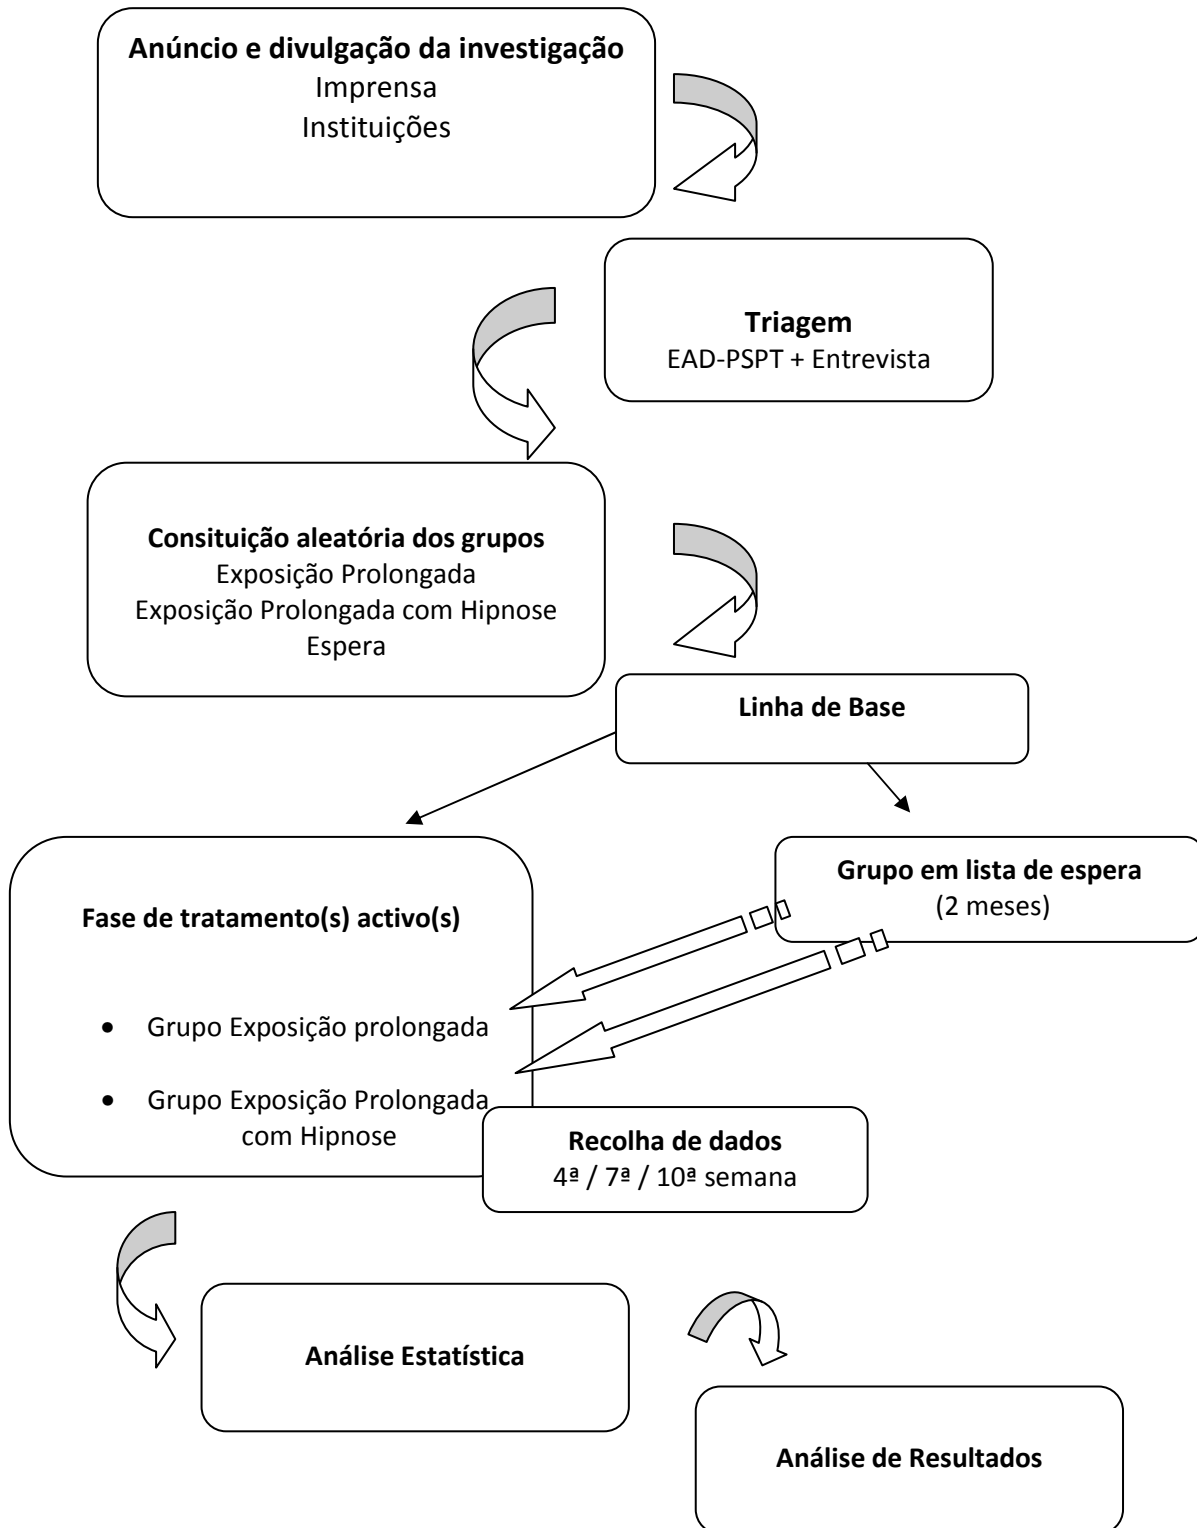 Anúncio e divulgação da investigação
Imprensa
Instituições
Triagem
EAD-PSPT + Entrevista
Consituição aleatória dos grupos
Exposição Prolongada
Exposição Prolongada com Hipnose
Espera
Linha de Base
Grupo em lista de espera
(2 meses)
Fase de tratamento(s) activo(s)
• Grupo Exposição prolongada
• Grupo Exposição Prolongada
com Hipnose
Recolha de dados
4ª / 7ª / 10ª semana
Análise Estatística
Análise de Resultados